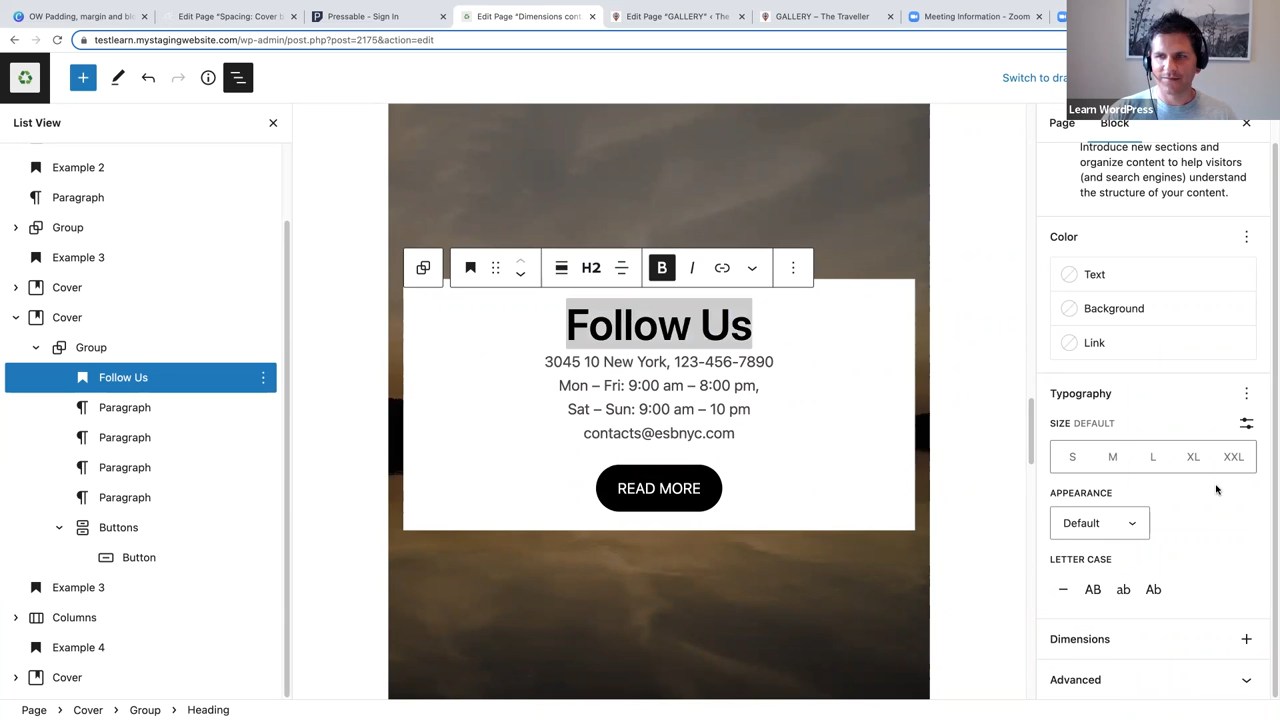 OW Padding, margin and blo
Edit Page "Spacing: Cover b
Pressable - Sign In
Edit Page "Dimensions cont
Edit Page "GALLERY" ‹ The
GALLERY – The Traveller
Meeting Information - Zoom
testlearn.mystagingwebsite.com/wp-admin/post.php?post=2175&action=edit
Switch to dra
Learn WordPress
List View
Page
Block
Example 2
Paragraph
Group
Example 3
Cover
Cover
Group
Follow Us
Paragraph
Paragraph
Paragraph
Paragraph
Buttons
Button
Example 3
Columns
Example 4
Cover
H2
B
I
Follow Us
3045 10 New York, 123-456-7890
Mon – Fri: 9:00 am – 8:00 pm,
Sat – Sun: 9:00 am – 10 pm
contacts@esbnyc.com
READ MORE
Introduce new sections and
organize content to help visitors
(and search engines) understand
the structure of your content.
Color
Text
Background
Link
Typography
SIZE DEFAULT
S M L XL XXL
APPEARANCE
Default
LETTER CASE
– AB ab Ab
Dimensions
Advanced
Page › Cover › Group › Heading